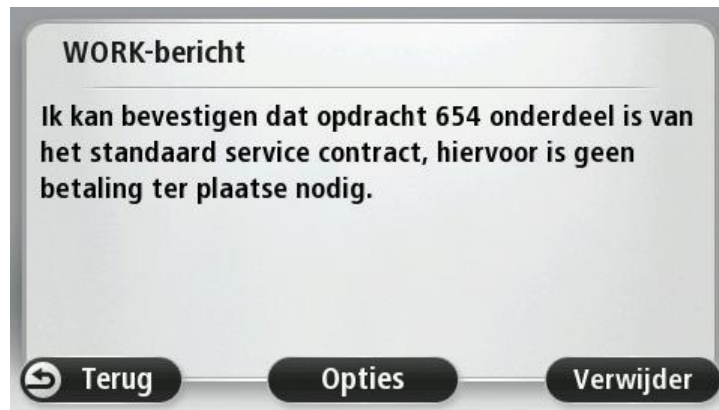 WORK-bericht
Ik kan bevestigen dat opdracht 654 onderdeel is van
het standaard service contract, hiervoor is geen
betaling ter plaatse nodig.
Terug
Opties
Verwijder